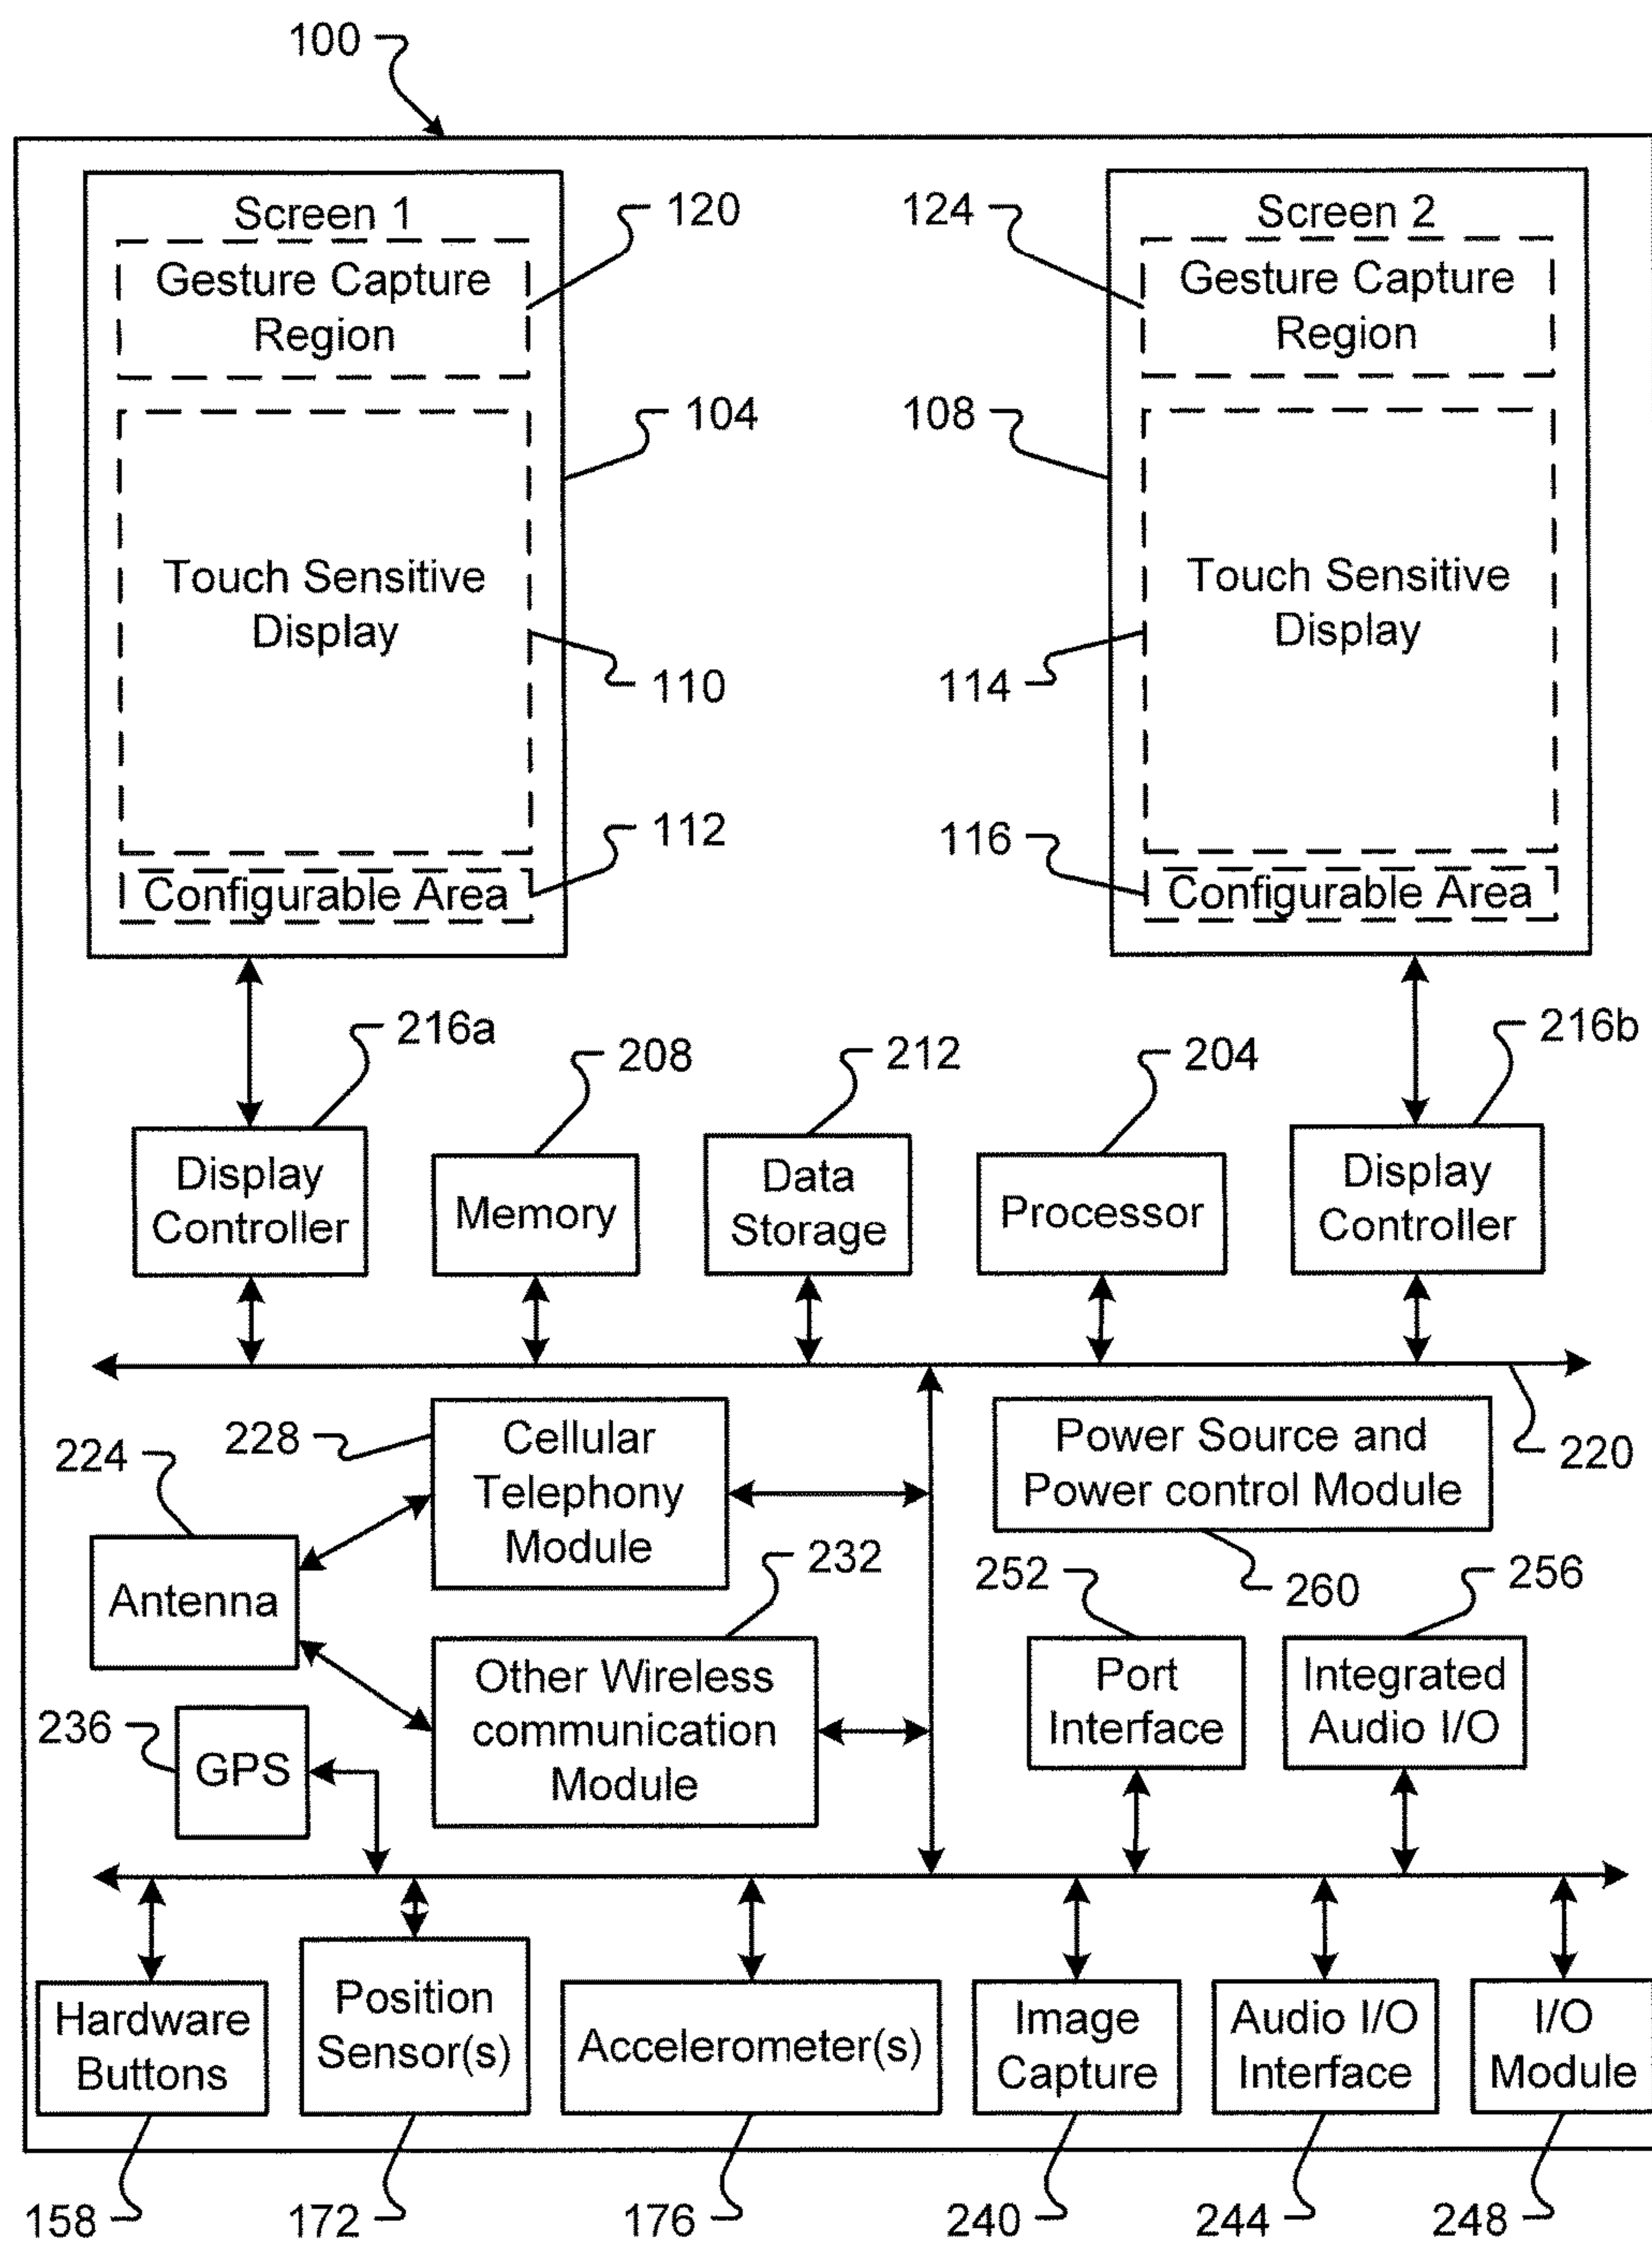 100
Screen 1
120
124
Screen 2
Gesture Capture
Region
Gesture Capture
Region
104
108
Touch Sensitive
Display
Touch Sensitive
Display
110
114
112
116
Configurable Area
Configurable Area
216a
208
212
204
216b
Display
Controller
Memory
Data
Storage
Processor
Display
Controller
228
Cellular
Telephony
Module
Power Source and
Power control Module
220
224
Antenna
232
252
260
256
Other Wireless
communication
Module
Port
Interface
Integrated
Audio I/O
236
GPS
Hardware
Buttons
Position
Sensor(s)
Accelerometer(s)
Image
Capture
Audio I/O
Interface
I/O
Module
158
172
176
240
244
248